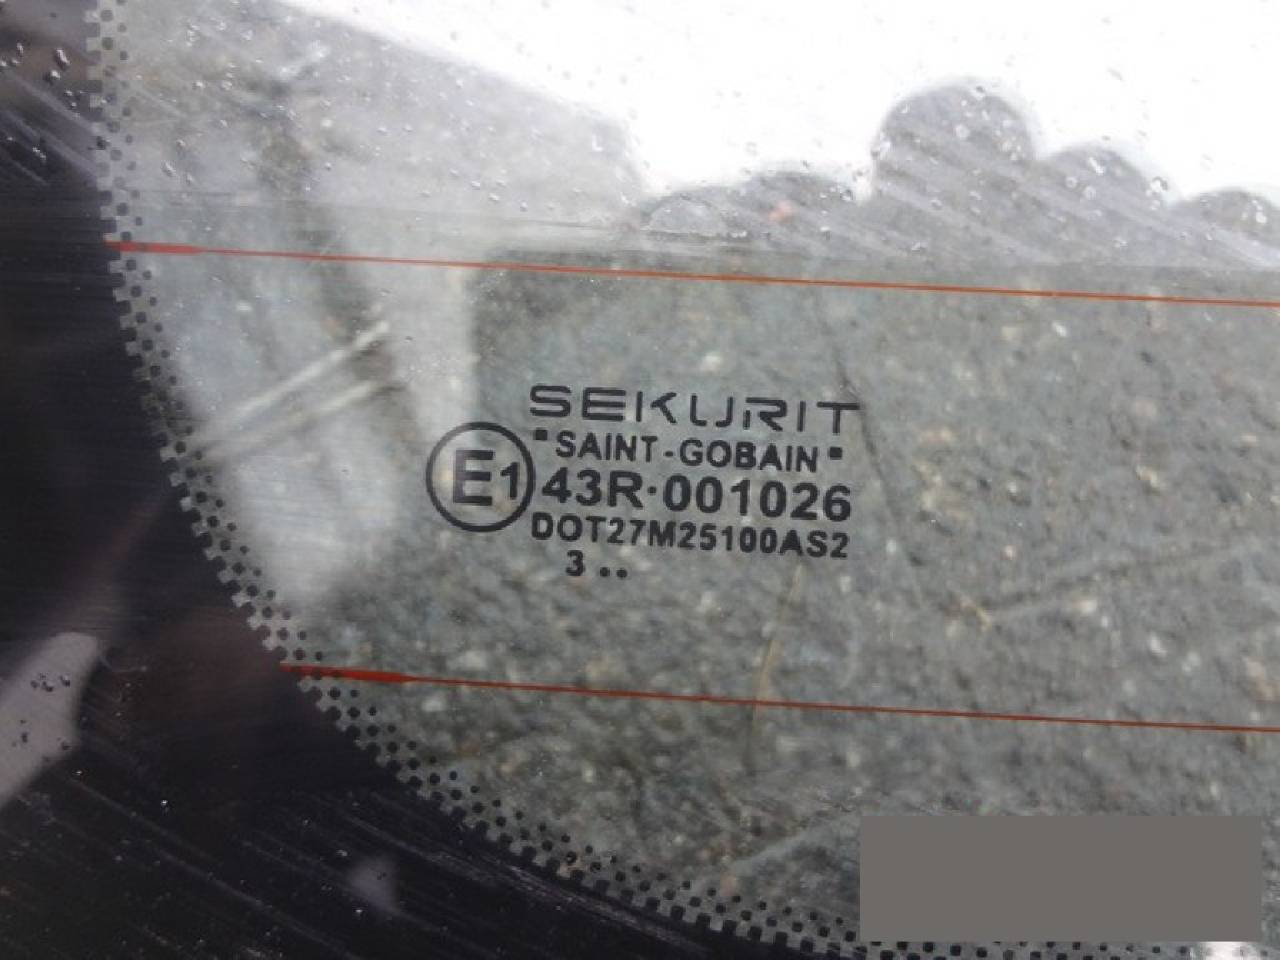 SEKURIT
"SAINT-GOBAIN"
E1 43R·001026
DOT27M25100AS2
3 ..